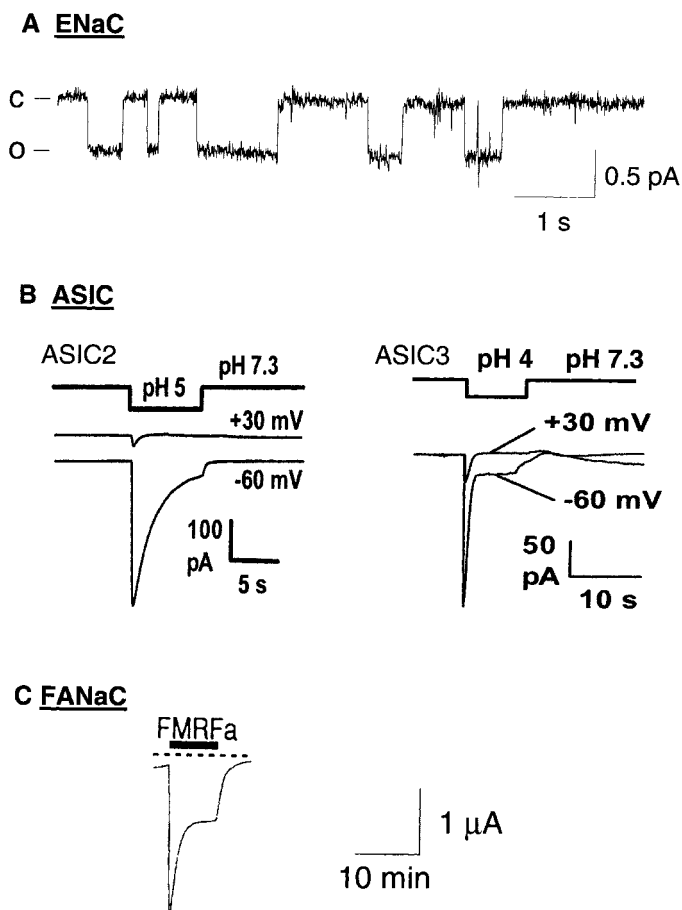 A ENaC
C
O
0.5 pA
1 s
B ASIC
ASIC2
pH 5
pH 7.3
+30 mV
-60 mV
100
pA
5 s
ASIC3
pH 4
pH 7.3
+30 mV
-60 mV
50
pA
10 s
C FANaC
FMRFa
1 μA
10 min